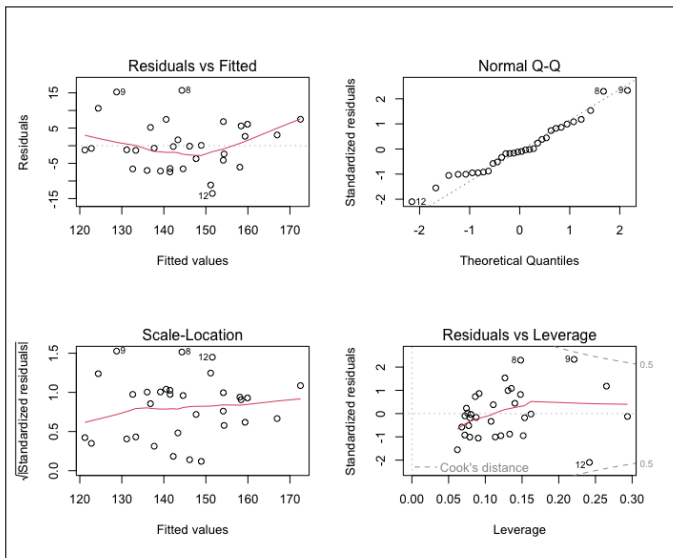 Residuals vs Fitted
Residuals
15
5
-5
-15
9
8
12
120 130 140 150 160 170
Fitted values
Normal Q-Q
Standardized residuals
2
1
0
-1
-2
8
9
12
-2 -1 0 1 2
Theoretical Quantiles
Scale-Location
√|Standardized residuals|
1.5
1.0
0.5
0.0
9
8
12
120 130 140 150 160 170
Fitted values
Residuals vs Leverage
Standardized residuals
2
1
0
-1
-2
8
9
0.5
12
0.5
Cook's distance
0.00 0.05 0.10 0.15 0.20 0.25 0.30
Leverage